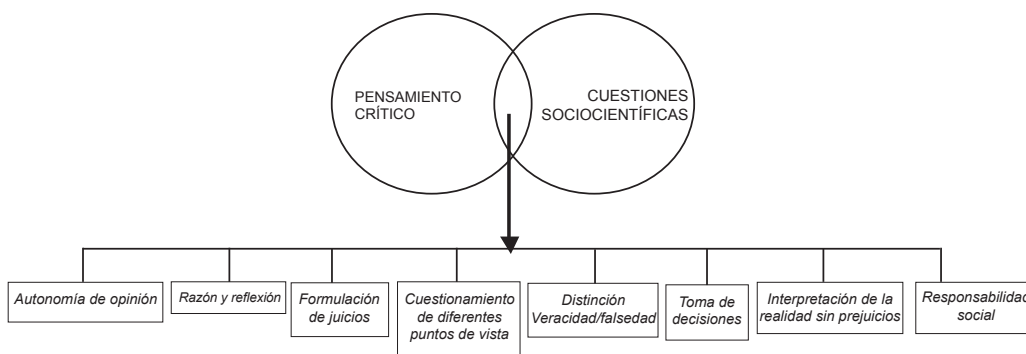 PENSAMIENTO
CRÍTICO
CUESTIONES
SOCIOCIENTÍFICAS
Autonomía de opinión
Razón y reflexión
Formulación
de juicios
Cuestionamiento
de diferentes
puntos de vista
Distinción
Veracidad/falsedad
Toma de
decisiones
Interpretación de la
realidad sin prejuicios
Responsabilidad
social